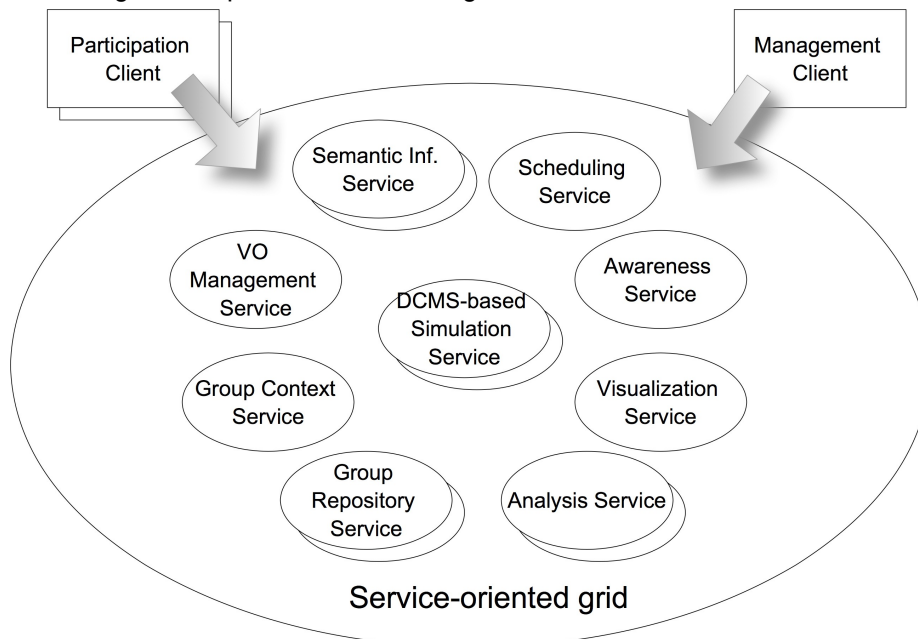 Participation
Client
Management
Client
Semantic Inf.
Service
Scheduling
Service
VO
Management
Service
Awareness
Service
DCMS-based
Simulation
Service
Group Context
Service
Visualization
Service
Group
Repository
Service
Analysis Service
Service-oriented grid